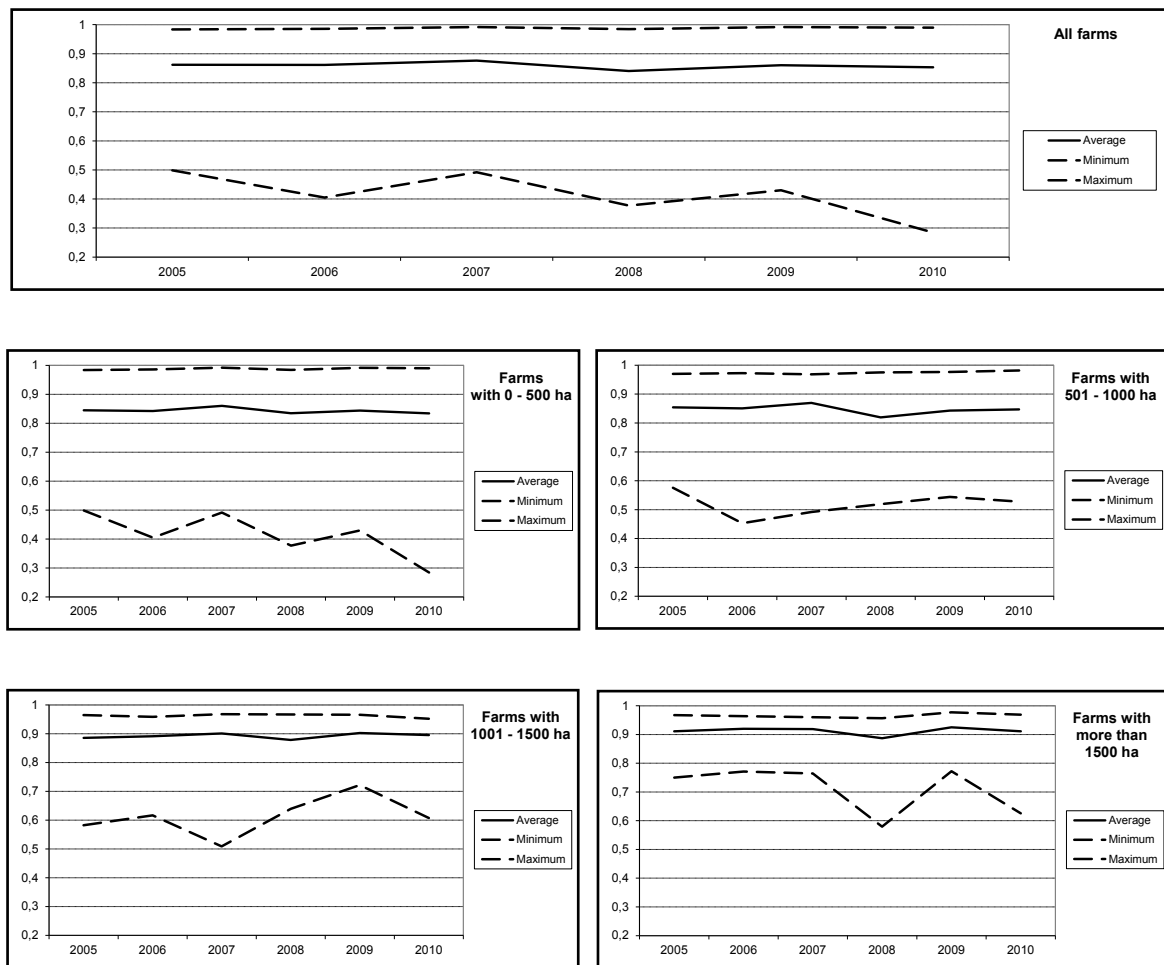 All farms
1
0,9
0,8
0,7
0,6
0,5
0,4
0,3
0,2
2005 2006 2007 2008 2009 2010
Average
Minimum
Maximum
Farms
with 0 - 500 ha
1
0,9
0,8
0,7
0,6
0,5
0,4
0,3
0,2
2005 2006 2007 2008 2009 2010
Average
Minimum
Maximum
Farms with
501 - 1000 ha
1
0,9
0,8
0,7
0,6
0,5
0,4
0,3
0,2
2005 2006 2007 2008 2009 2010
Average
Minimum
Maximum
Farms with
1001 - 1500 ha
1
0,9
0,8
0,7
0,6
0,5
0,4
0,3
0,2
2005 2006 2007 2008 2009 2010
Average
Minimum
Maximum
Farms with
more than
1500 ha
1
0,9
0,8
0,7
0,6
0,5
0,4
0,3
0,2
2005 2006 2007 2008 2009 2010
Average
Minimum
Maximum